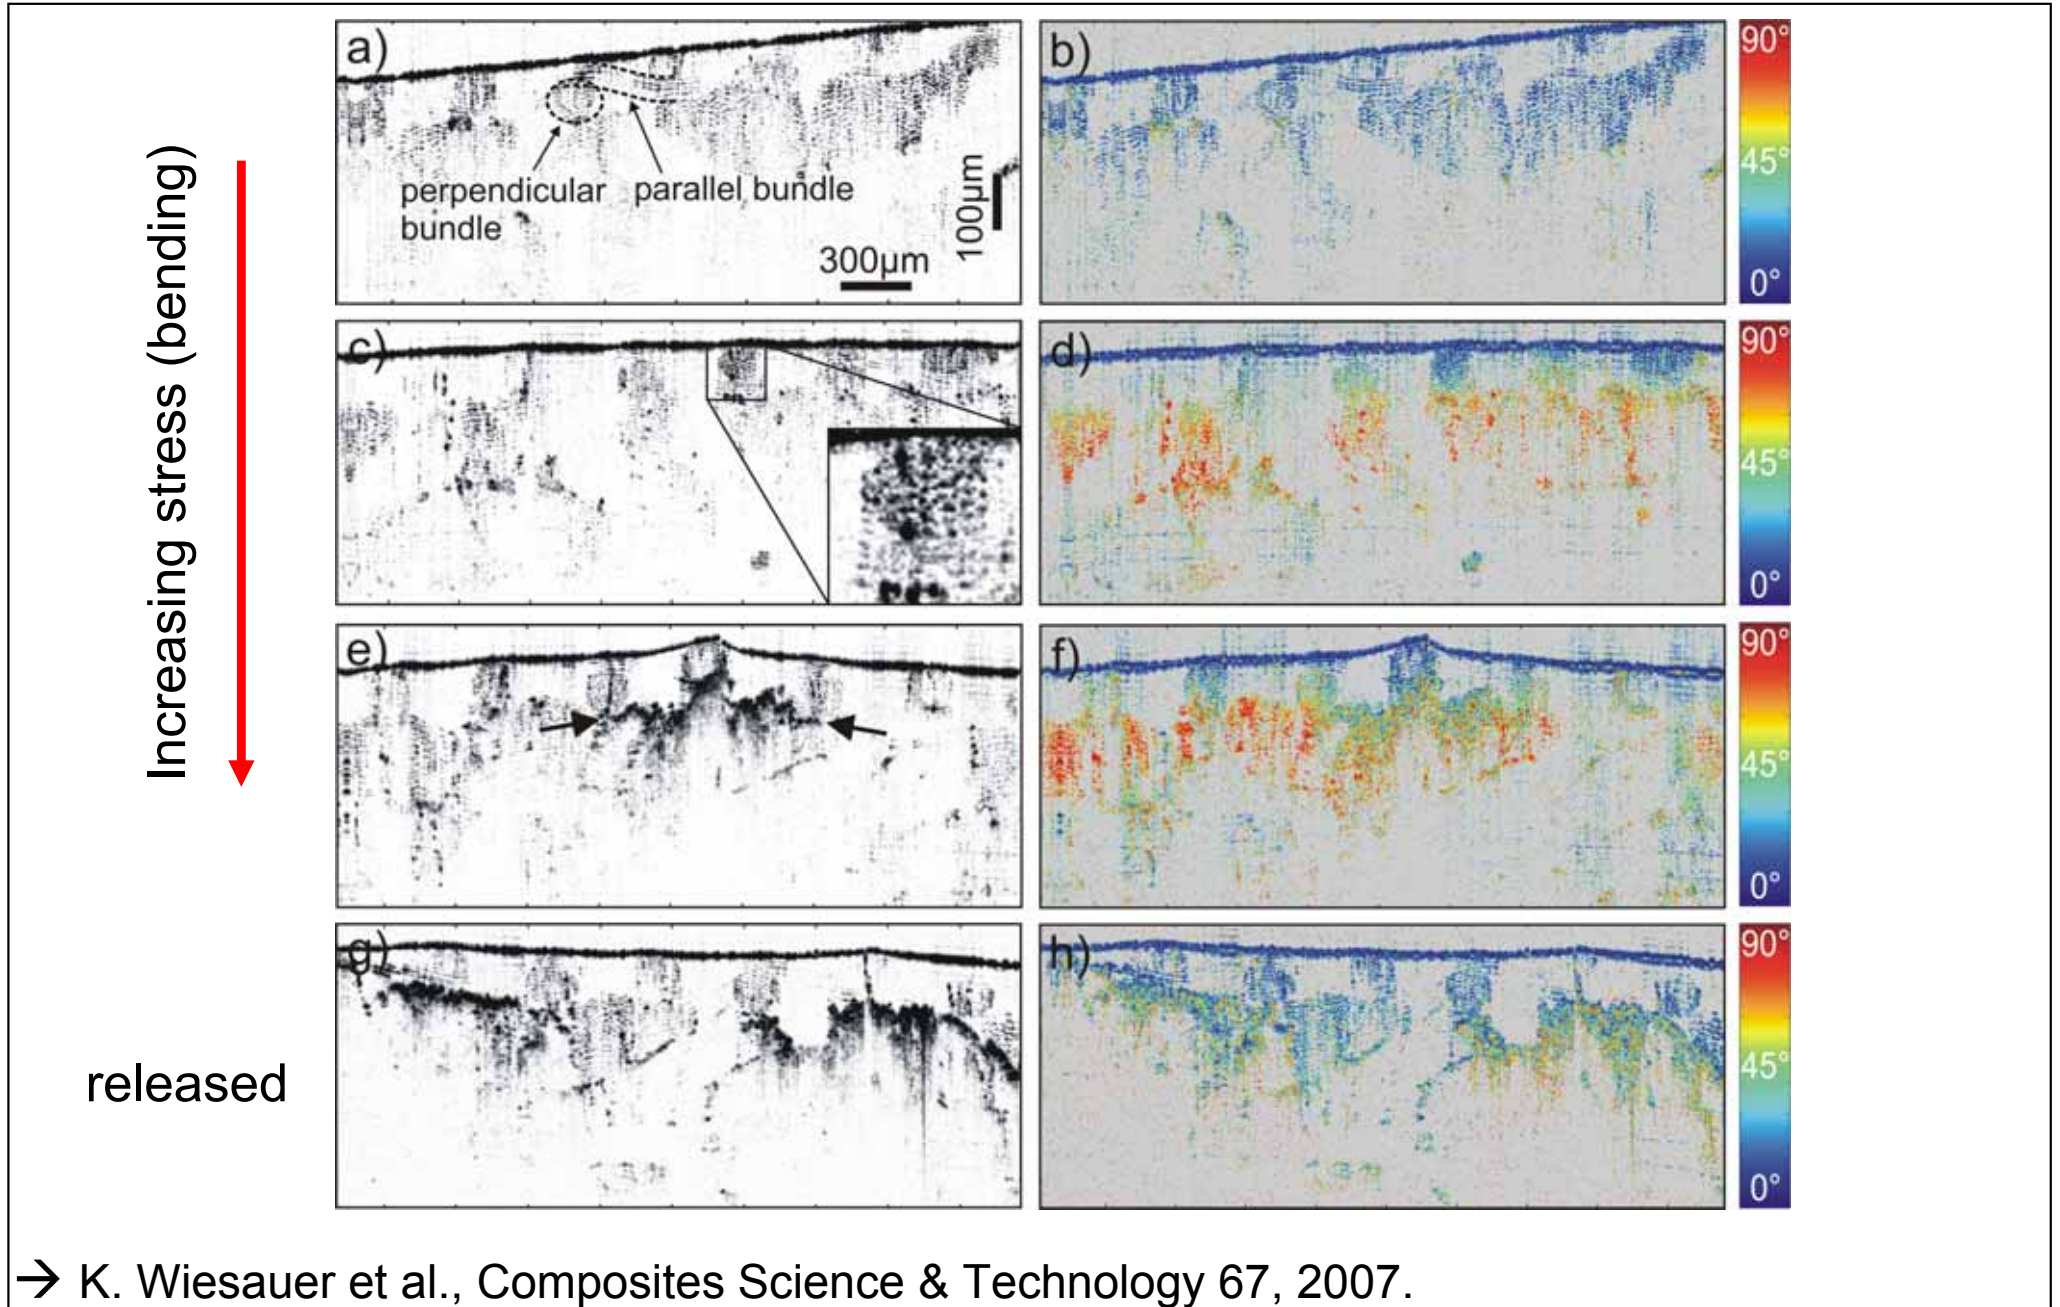 Increasing stress (bending)
released
a)
perpendicular
bundle
parallel bundle
300µm
100µm
b)
90°
45°
0°
c)
d)
90°
45°
0°
e)
f)
90°
45°
0°
g)
h)
90°
45°
0°
→ K. Wiesauer et al., Composites Science & Technology 67, 2007.